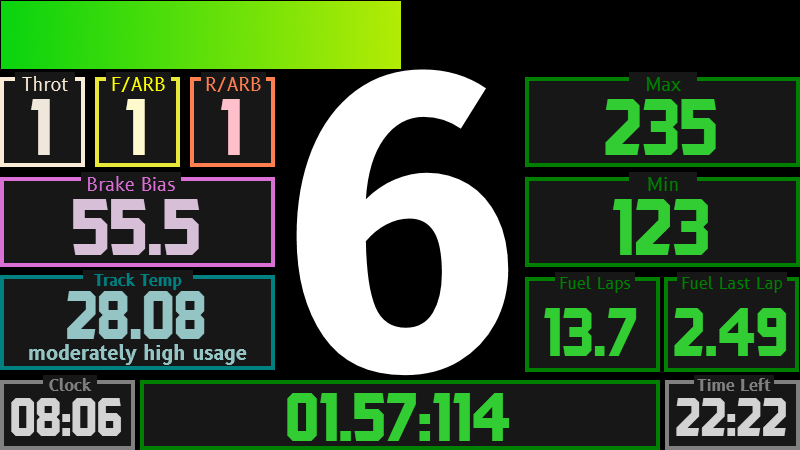 Throt
1
F/ARB
1
R/ARB
1
Brake Bias
55.5
Track Temp
28.08
moderately high usage
6
Max
235
Min
123
Fuel Laps
13.7
Fuel Last Lap
2.49
Clock
08:06
01.57:114
Time Left
22:22